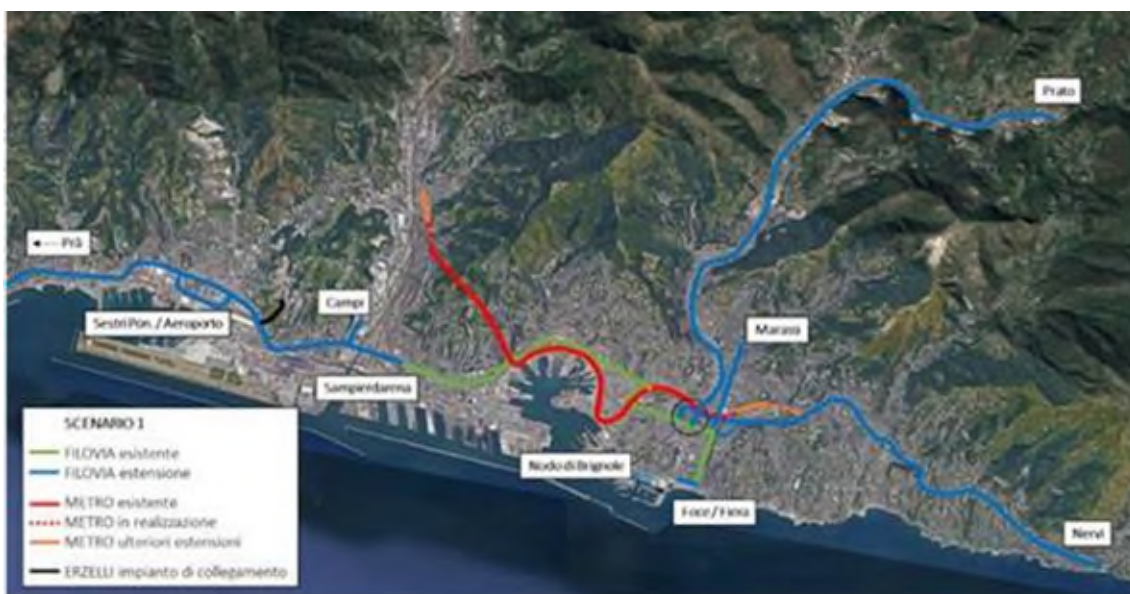 Prato
Prà
Campi
Sestri Pon. / Aeroporto
Marassi
Sampierdarena
SCENARIO 1
FILOVIA esistente
FILOVIA estensione
Nodo di Brignole
METRO esistente
Foce / Fiera
METRO in realizzazione
METRO ulteriori estensioni
Nervi
ERZELLI impianto di collegamento